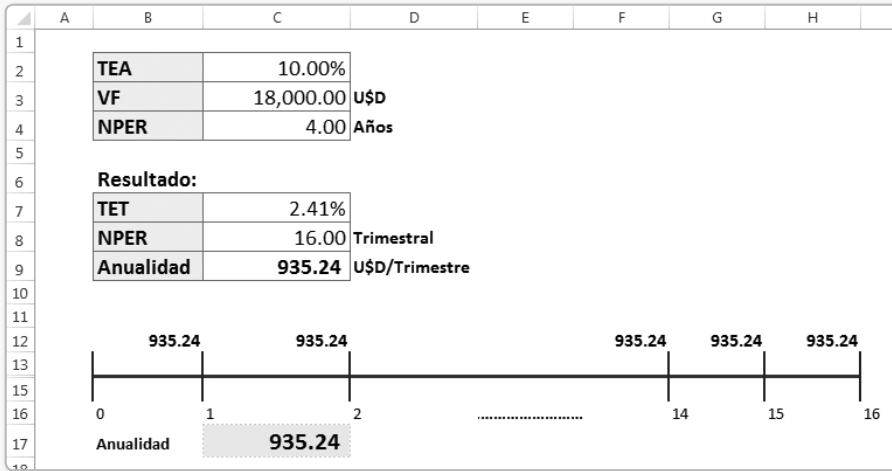 A B C D E F G H
1
2 TEA 10.00%
3 VF 18,000.00 U$D
4 NPER 4.00 Años
5
6 Resultado:
7 TET 2.41%
8 NPER 16.00 Trimestral
9 Anualidad 935.24 U$D/Trimestre
10
11
12 935.24 935.24 935.24 935.24 935.24
13
15
16 0 1 2 .......................... 14 15 16
17 Anualidad 935.24
18